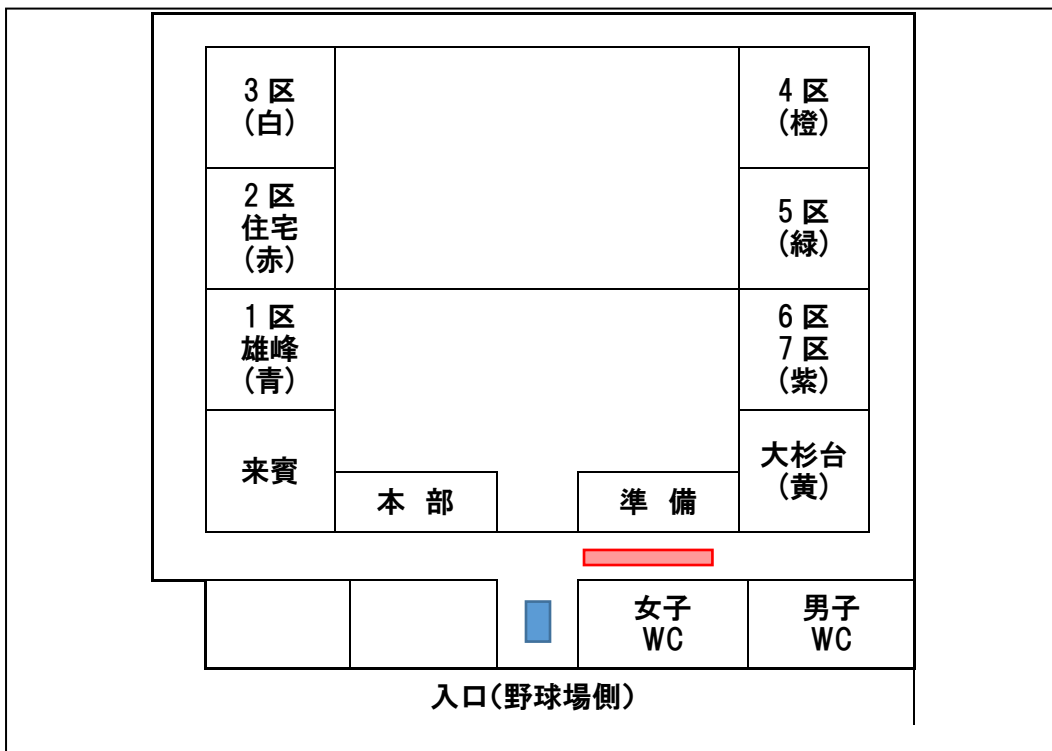 3区
(白)
4区
(橙)
2区
住宅
(赤)
5区
(緑)
1区
雄峰
(青)
6区
7区
(紫)
来賓
大杉台
(黄)
本 部
準 備
女子
WC
男子
WC
入口(野球場側)